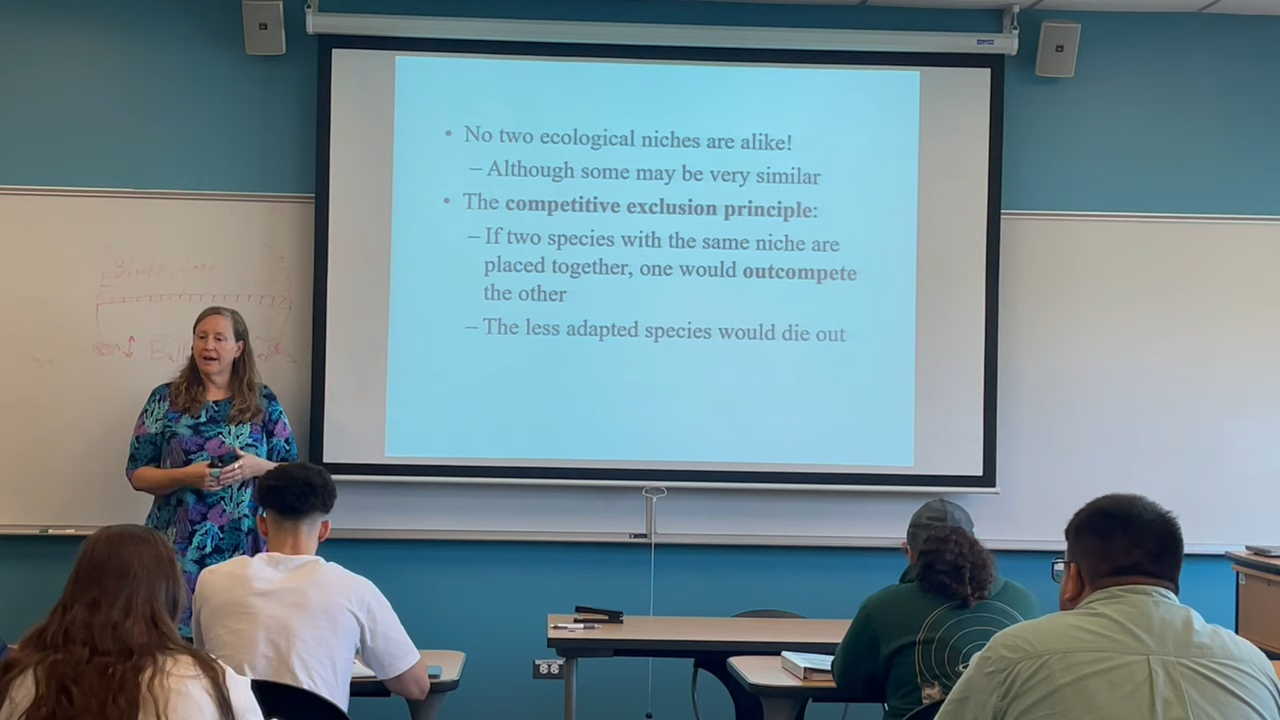 • No two ecological niches are alike!
– Although some may be very similar
• The competitive exclusion principle:
– If two species with the same niche are
placed together, one would outcompete
the other
– The less adapted species would die out